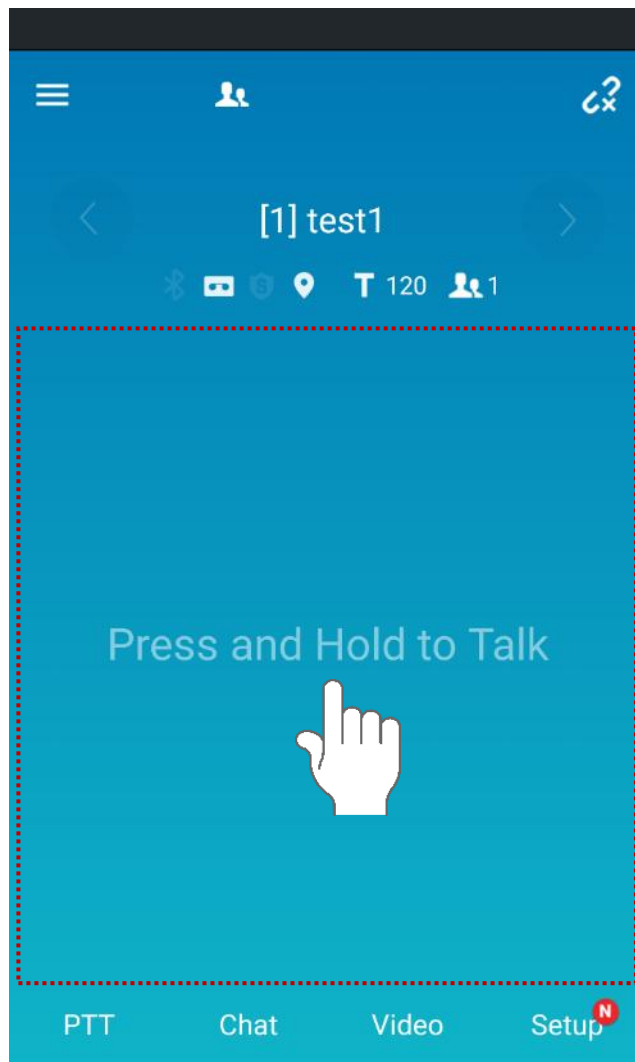 [1] test1
T 120 1
Press and Hold to Talk
PTT Chat Video Setup N